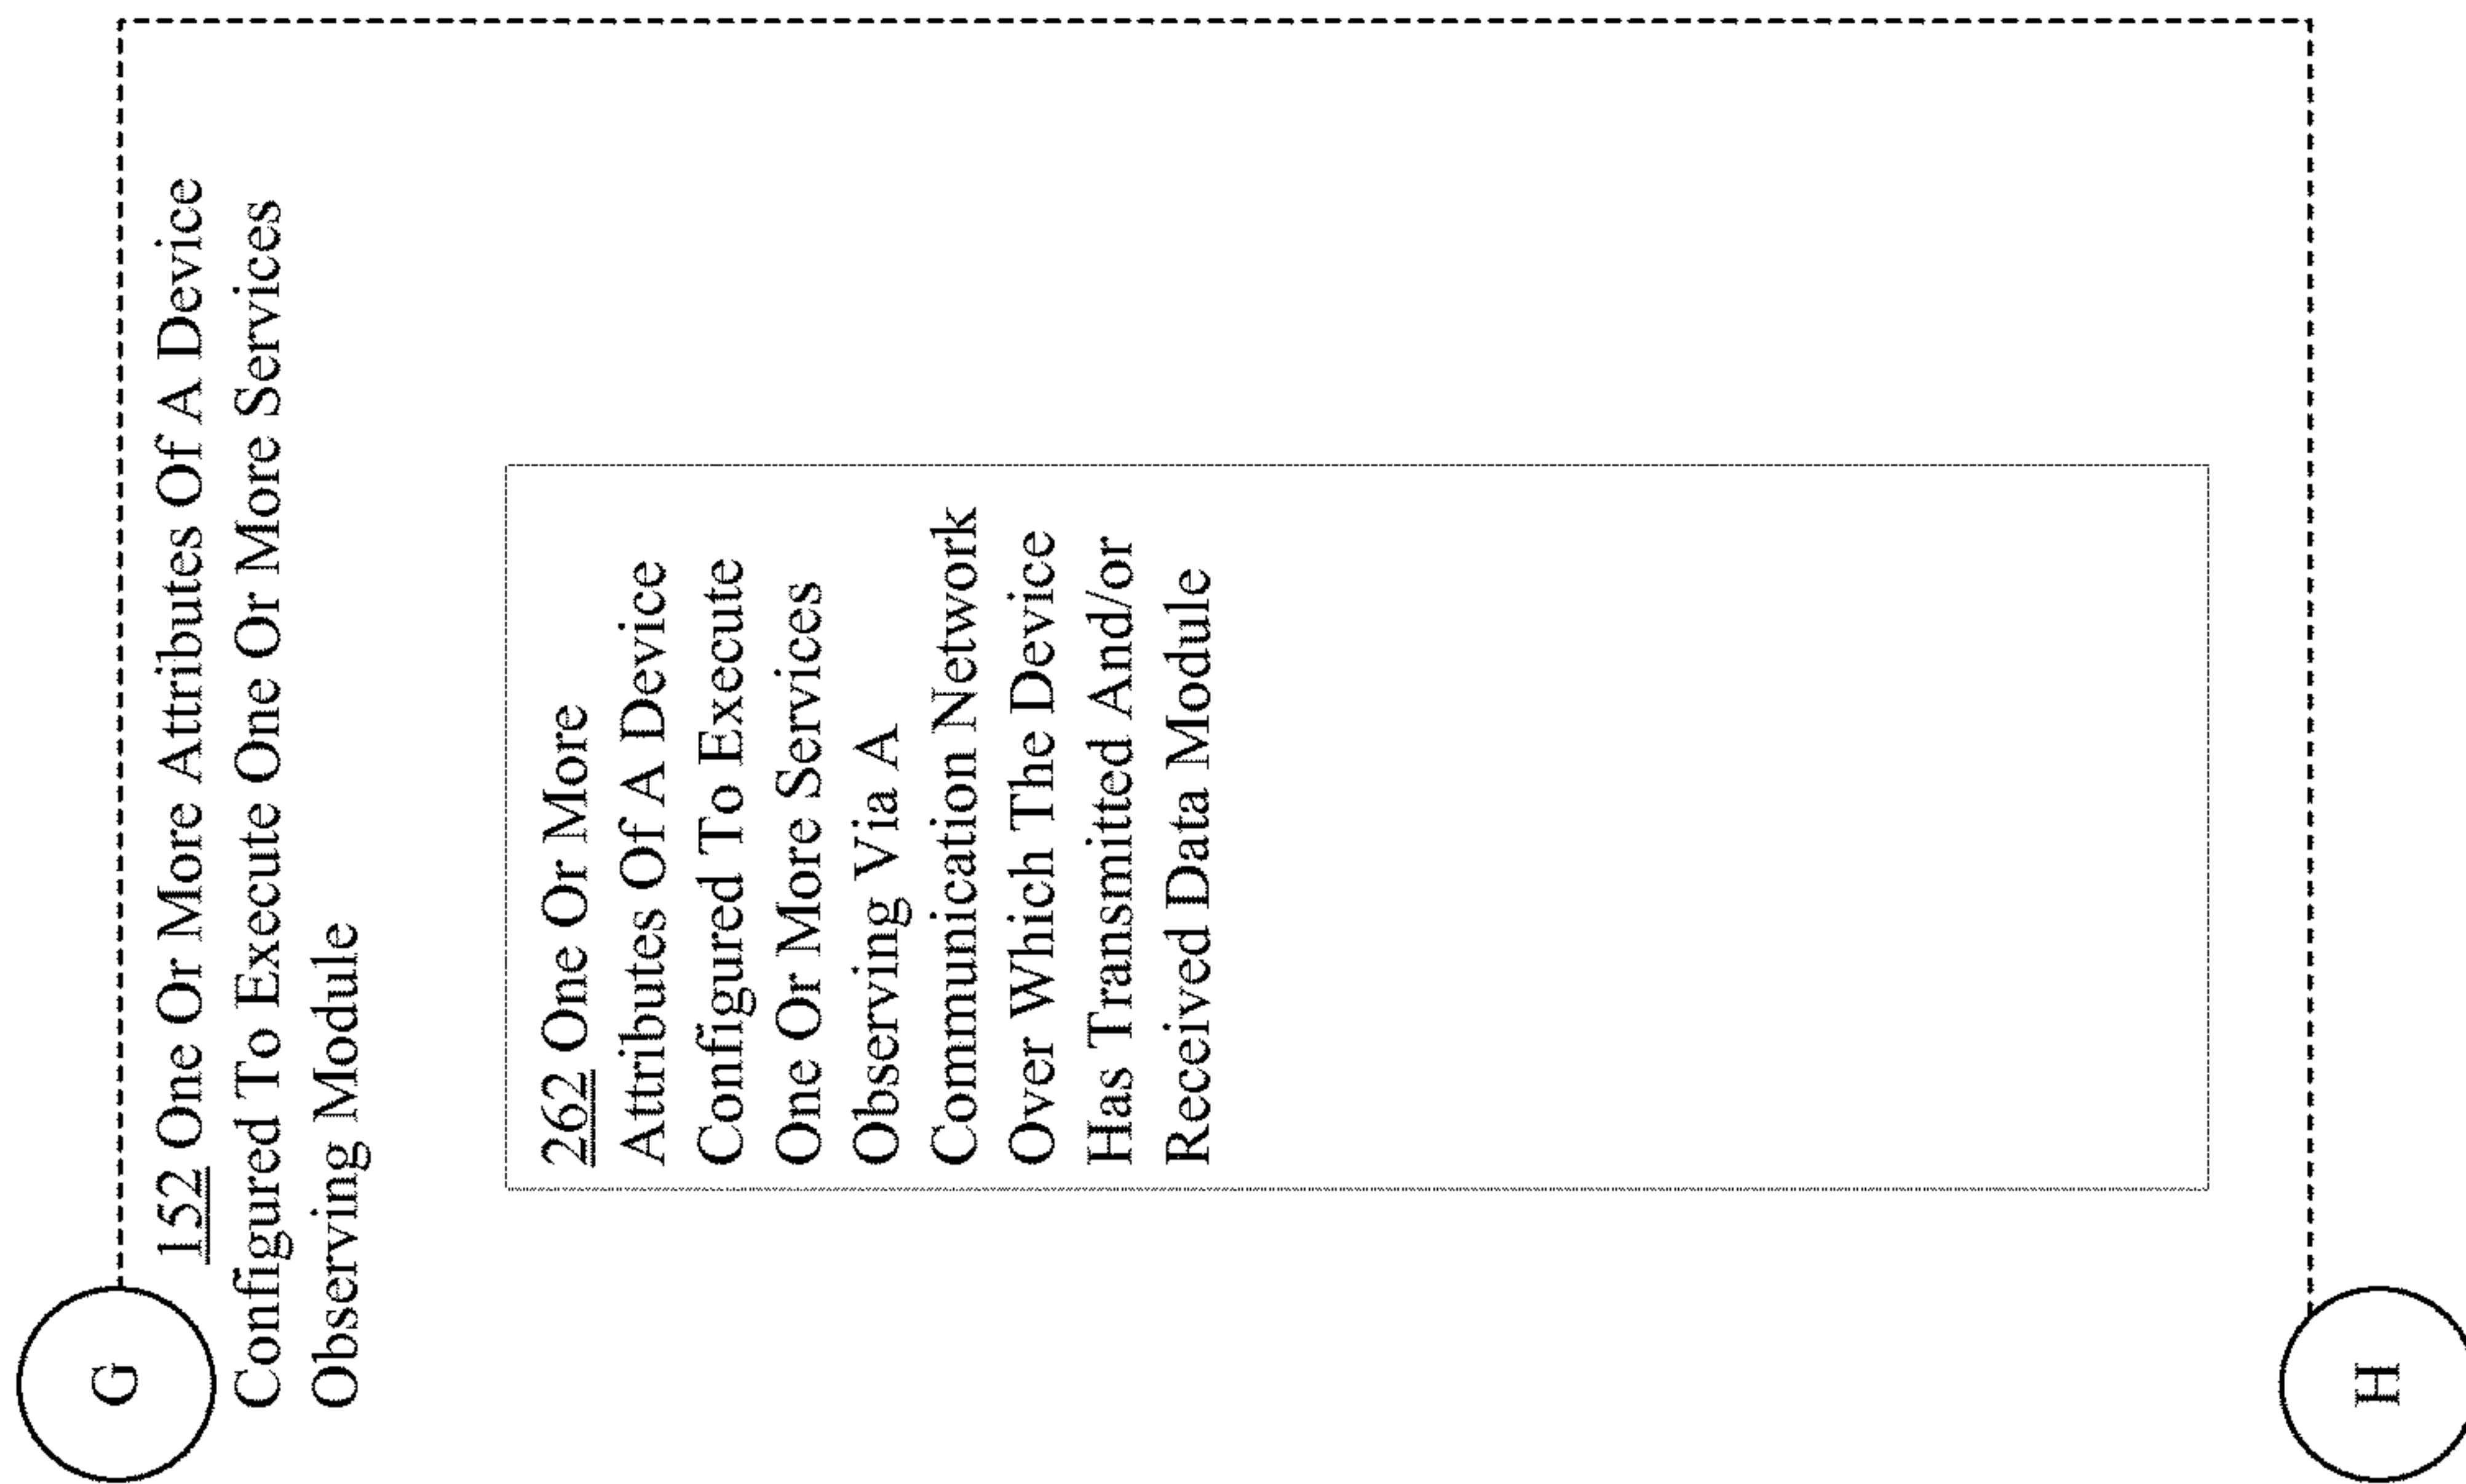 G
152 One Or More Attributes Of A Device
Configured To Execute One Or More Services
Observing Module
262 One Or More
Attributes Of A Device
Configured To Execute
One Or More Services
Observing Via A
Communication Network
Over Which The Device
Has Transmitted And/or
Received Data Module
H